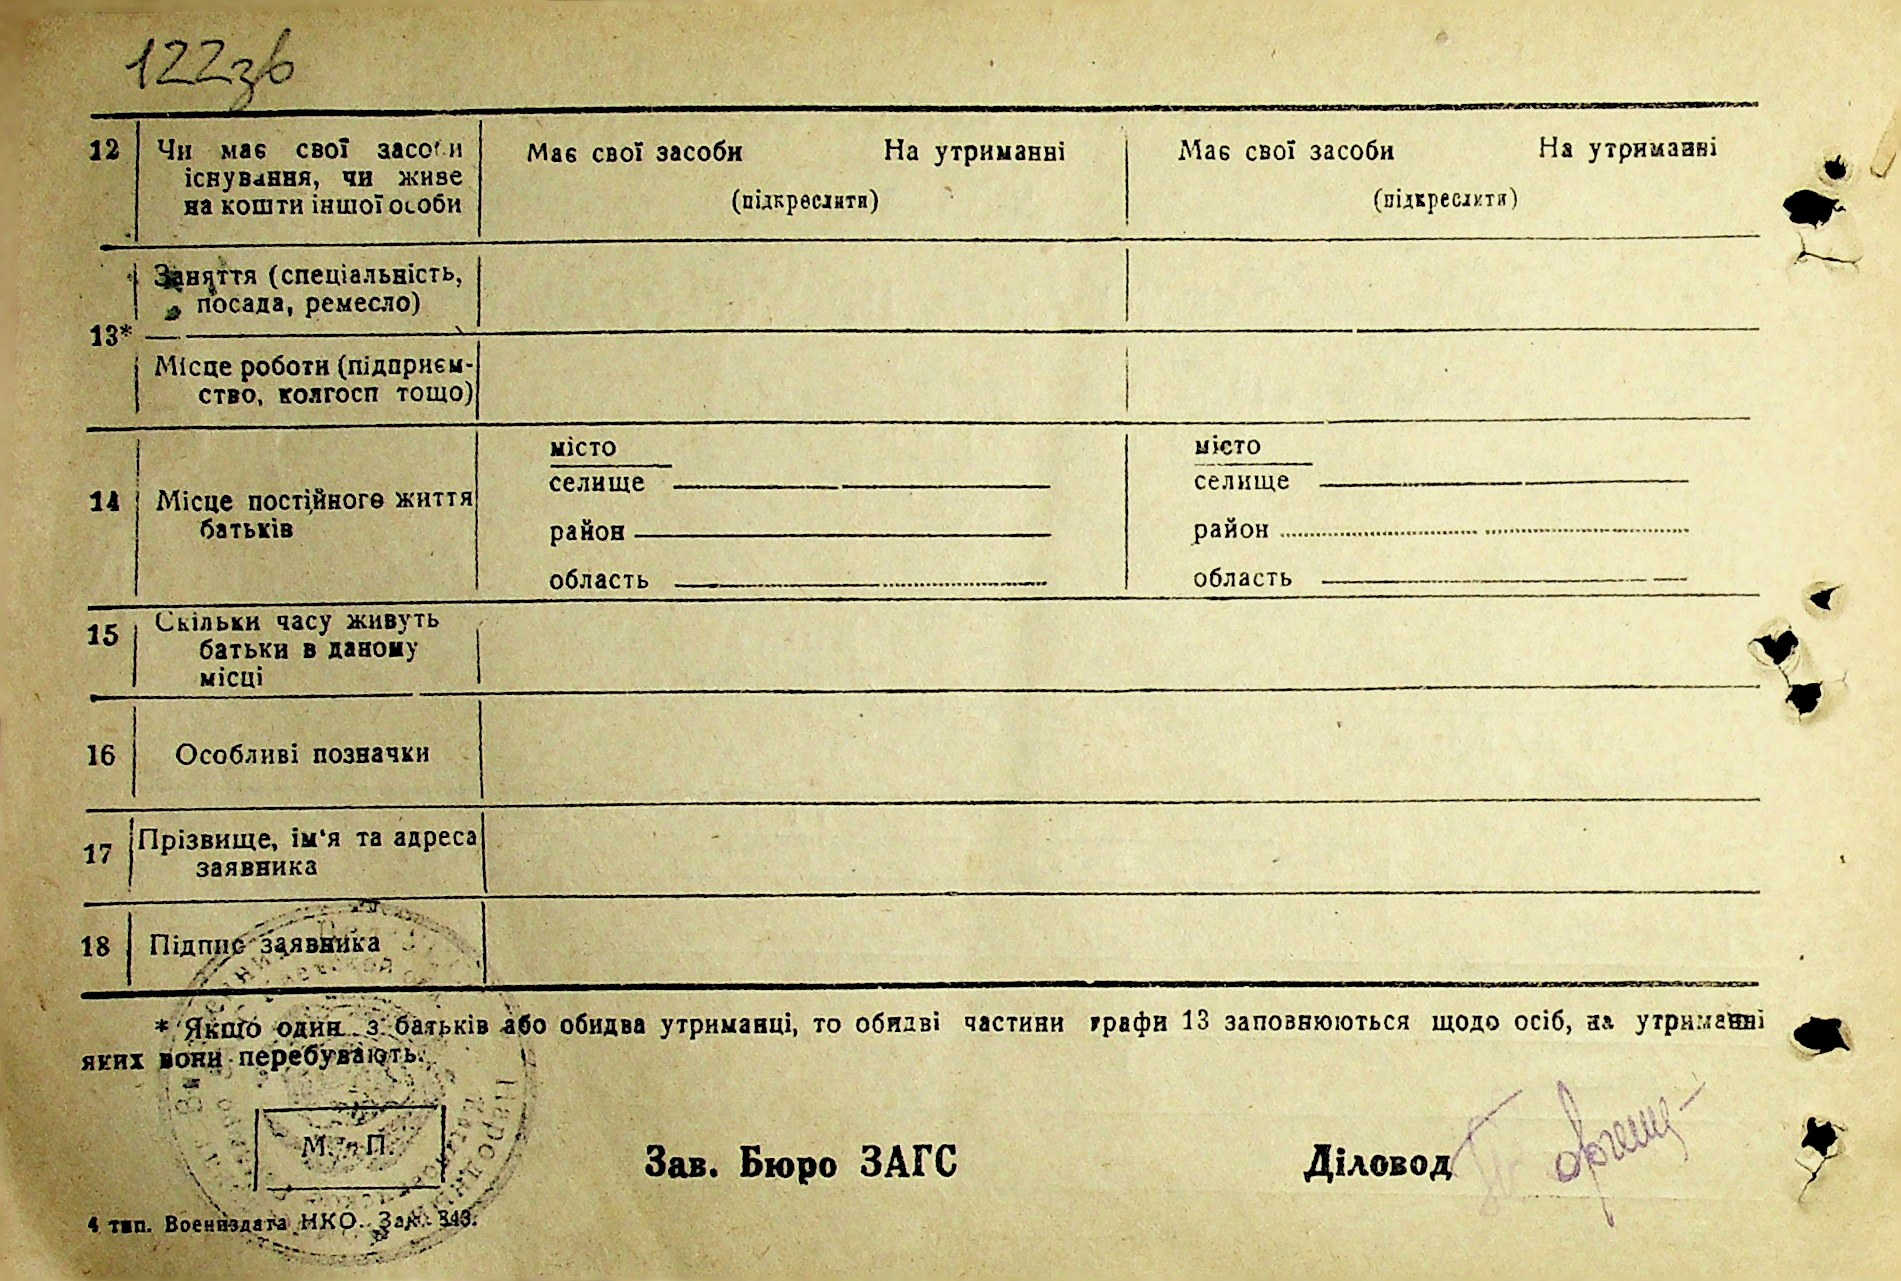 122зв
12 Чи має свої засоби Має свої засоби На утриманні Має свої засоби На утриманні
існування, чи живе
на кошти іншої особи (підкреслити) (підкреслити)
Заняття (спеціальність,
посада, ремесло)
13*
Місце роботи (підприєм-
ство, колгосп тощо)
місто місто
селище селище
14 Місце постійного життя
батьків район район
область область
15 Скільки часу живуть
батьки в даному
місці
16 Особливі позначки
17 Прізвище, ім'я та адреса
заявника
18 Підпис заявника
* Якщо один з батьків або обидва утриманці, то обидві частини графи 13 заповнюються щодо осіб, на утриманні
яких вони перебувають.
М. П.
Зав. Бюро ЗАГС Діловод
4 тип. Воениздата НКО. Зак. 343.